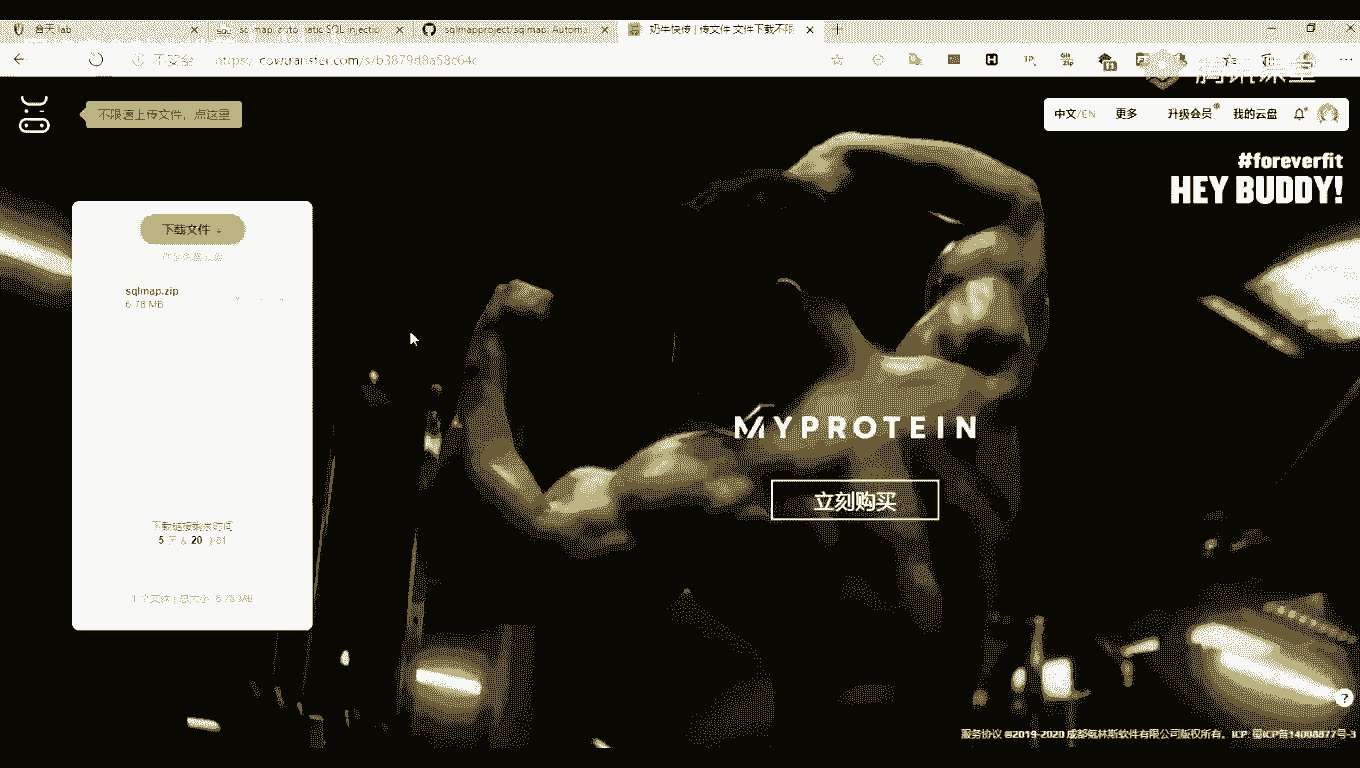 sqlmap: automatic SQL injection
sqlmapproject/sqlmap: Automa
奶牛快传 | 传文件 文件下载不限
不安全
cowtransfer.com/s/b3879d8a58c64c
腾讯课堂
不限速上传文件，点这里
中文/EN
更多
升级会员
我的云盘
#foreverfit
HEY BUDDY!
下载文件 ↓
sqlmap.zip
6.78 MB
MYPROTEIN
立刻购买
下载链接剩余时间
5 天 20 小时
1 个文件 | 总大小: 6.78 MB
服务协议 ©2019-2020 成都氪林斯软件有限公司版权所有。ICP: 蜀ICP备14008877号-3